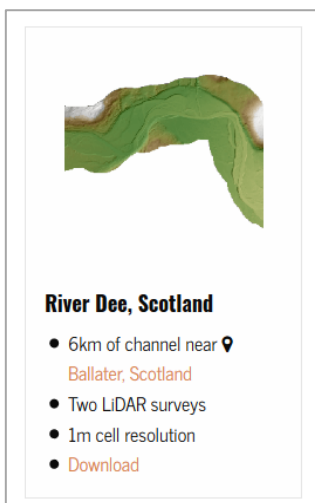 River Dee, Scotland
6km of channel near
Ballater, Scotland
Two LiDAR surveys
1m cell resolution
Download